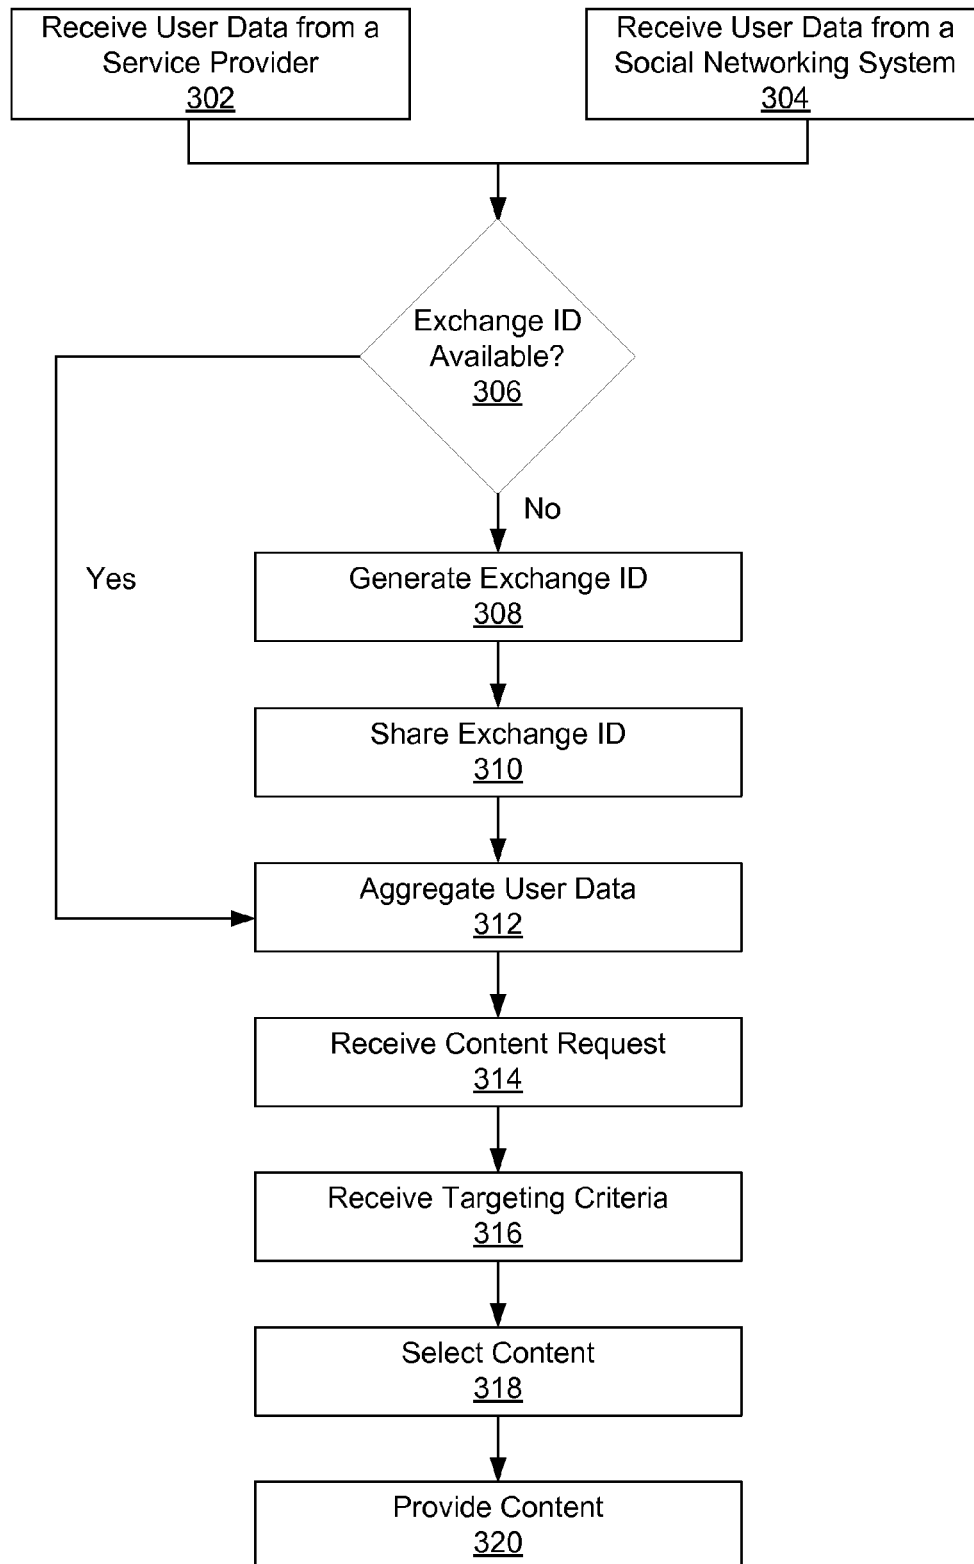 Receive User Data from a
Service Provider
302
Receive User Data from a
Social Networking System
304
Exchange ID
Available?
306
No
Yes
Generate Exchange ID
308
Share Exchange ID
310
Aggregate User Data
312
Receive Content Request
314
Receive Targeting Criteria
316
Select Content
318
Provide Content
320